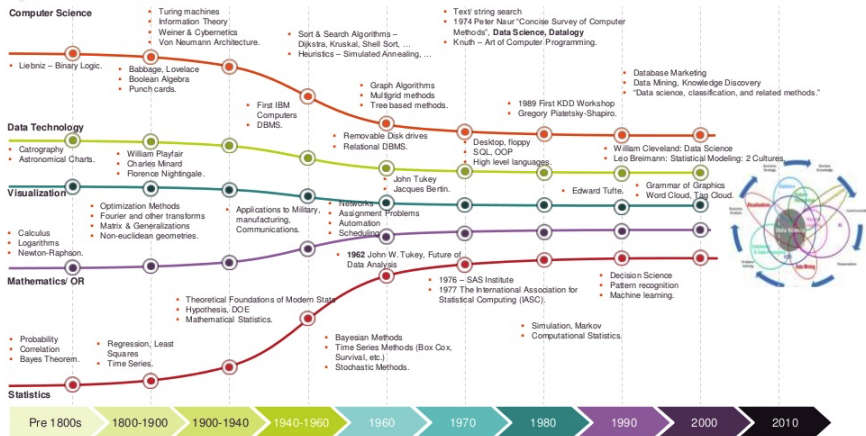 Computer Science
Turing machines
Information Theory
Weiner & Cybernetics
Von Neumann Architecture.
Text/ string search
1974 Peter Naur “Concise Survey of Computer
Methods”, Data Science, Datalogy
Knuth – Art of Computer Programming.
Sort & Search Algorithms –
Dijkstra, Kruskal, Shell Sort, …
Heuristics – Simulated Annealing, …
Liebniz – Binary Logic.
Babbage, Lovelace
Boolean Algebra
Punch cards.
Database Marketing
Data Mining, Knowledge Discovery
“Data science, classification, and related methods.”
Graph Algorithms
Multigrid methods
Tree based methods.
First IBM
Computers
DBMS.
1989 First KDD Workshop
Gregory Piatetsky-Shapiro.
Data Technology
Removable Disk drives
Relational DBMS.
Desktop, floppy
SQL, OOP
High level languages.
William Cleveland: Data Science
Leo Breimann: Statistical Modeling: 2 Cultures
Catrography
Astronomical Charts.
William Playfair
Charles Minard
Florence Nightingale.
John Tukey
Jacques Bertin.
Edward Tufte.
Grammar of Graphics
Word Cloud, Tag Cloud.
Visualization
Optimization Methods
Fourier and other transforms
Matrix & Generalizations
Non-euclidean geometries.
Applications to Military,
manufacturing,
Communications.
Networks
Assignment Problems
Automation
Scheduling
Calculus
Logarithms
Newton-Raphson.
1962 John W. Tukey, Future of
Data Analysis
Mathematics/ OR
1976 – SAS Institute
1977 The International Association for
Statistical Computing (IASC).
Decision Science
Pattern recognition
Machine learning.
Theoretical Foundations of Modern Stats
Hypothesis, DOE
Mathematical Statistics.
Probability
Correlation
Bayes Theorem.
Regression, Least
Squares
Time Series.
Bayesian Methods
Time Series Methods (Box Cox,
Survival, etc.)
Stochastic Methods.
Simulation, Markov
Computational Statistics.
Statistics
Pre 1800s
1800-1900
1900-1940
1940-1960
1960
1970
1980
1990
2000
2010
Visualization
Data Science
Data Mining